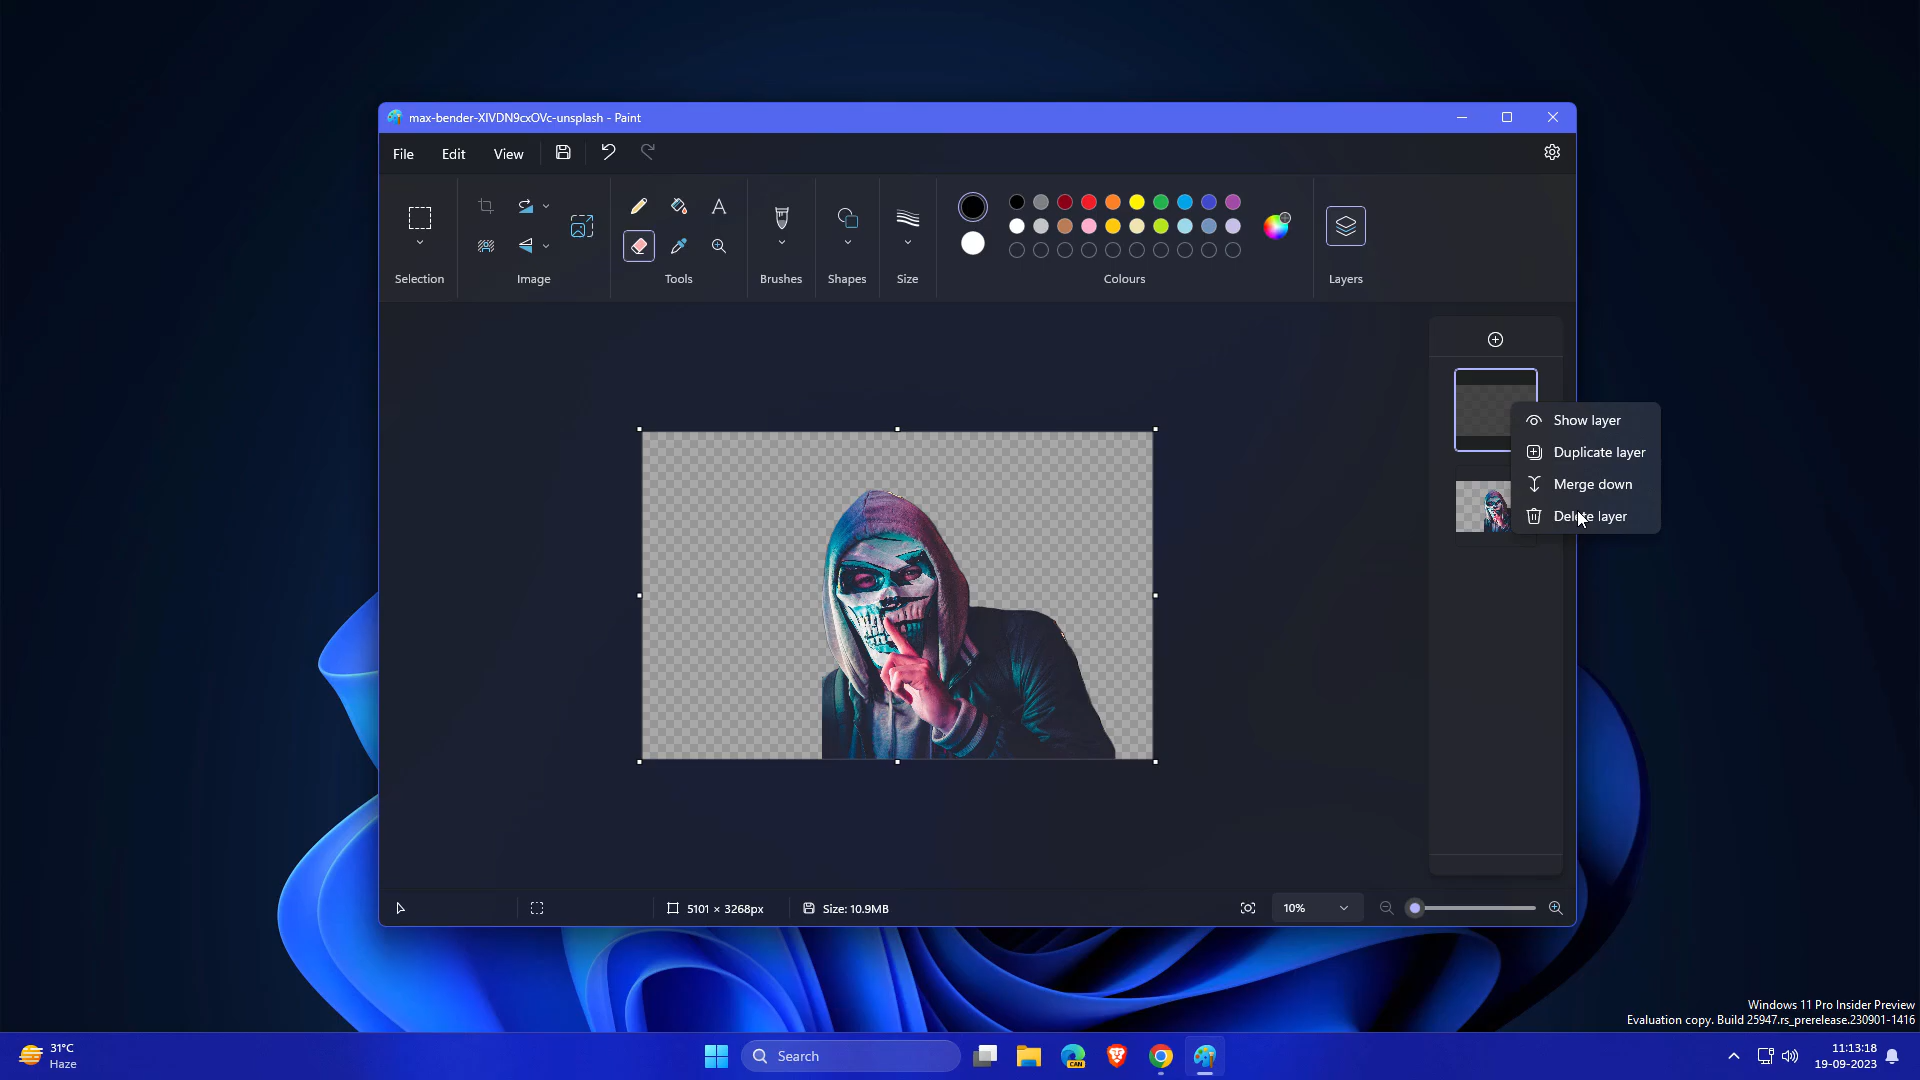 max-bender-XIVDN9cxOVc-unsplash - Paint
File Edit View
Selection Image Tools Brushes Shapes Size Colours Layers
Show layer
Duplicate layer
Merge down
Delete layer
5101 × 3268px Size: 10.9MB 10%
Windows 11 Pro Insider Preview
Evaluation copy. Build 25947.rs_prerelease.230901-1416
31°C
Haze
Search
CAN
11:13:18
19-09-2023